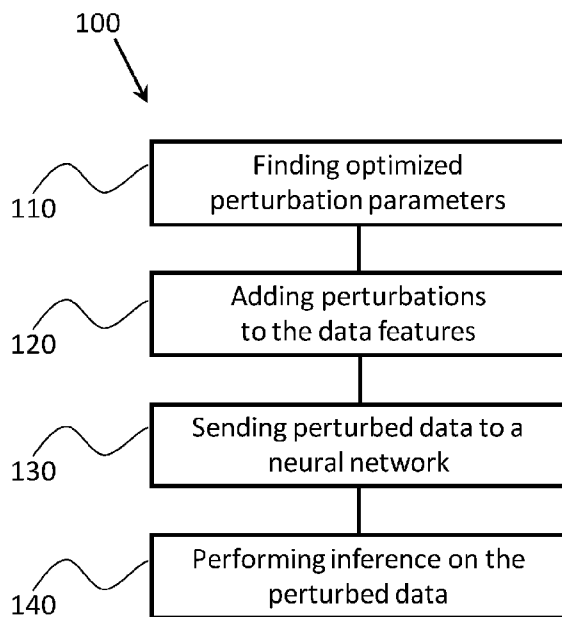 100
Finding optimized
perturbation parameters
110
Adding perturbations
to the data features
120
Sending perturbed data to a
neural network
130
Performing inference on the
perturbed data
140